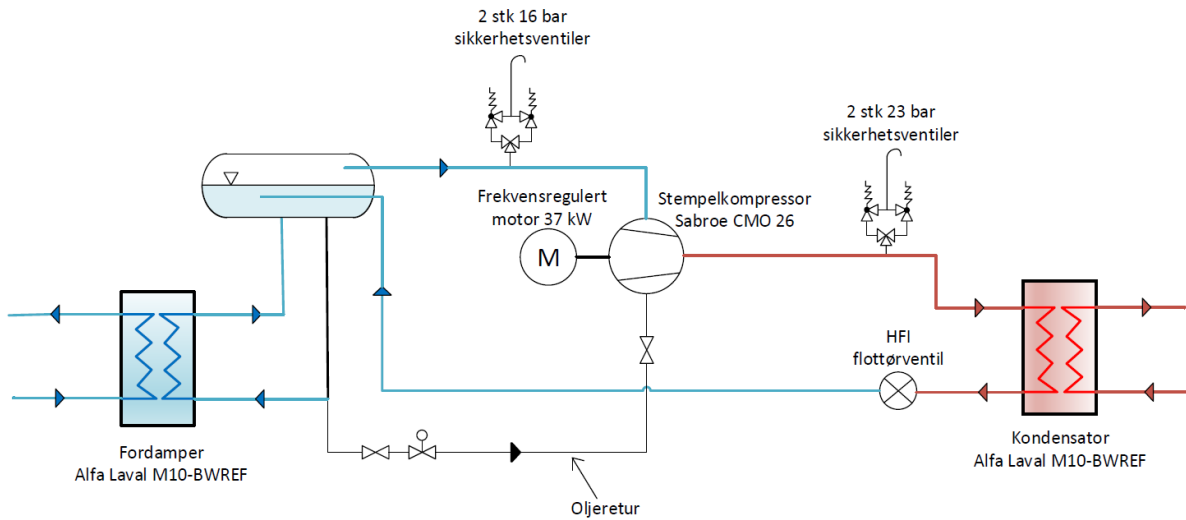 2 stk 16 bar
sikkerhetsventiler
2 stk 23 bar
sikkerhetsventiler
Frekvensregulert
motor 37 kW
Stempelkompressor
Sabroe CMO 26
M
HFI
flottørventil
Fordamper
Alfa Laval M10-BWREF
Kondensator
Alfa Laval M10-BWREF
Oljeretur